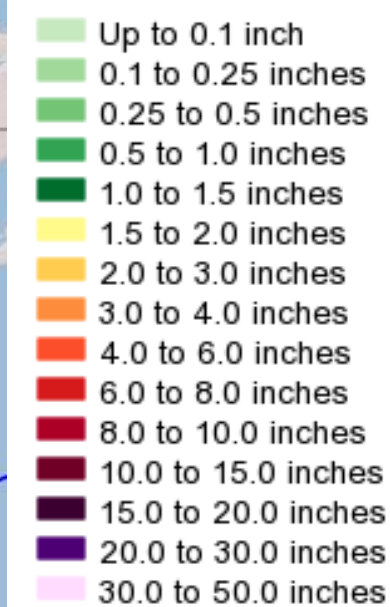 Up to 0.1 inch
0.1 to 0.25 inches
0.25 to 0.5 inches
0.5 to 1.0 inches
1.0 to 1.5 inches
1.5 to 2.0 inches
2.0 to 3.0 inches
3.0 to 4.0 inches
4.0 to 6.0 inches
6.0 to 8.0 inches
8.0 to 10.0 inches
10.0 to 15.0 inches
15.0 to 20.0 inches
20.0 to 30.0 inches
30.0 to 50.0 inches